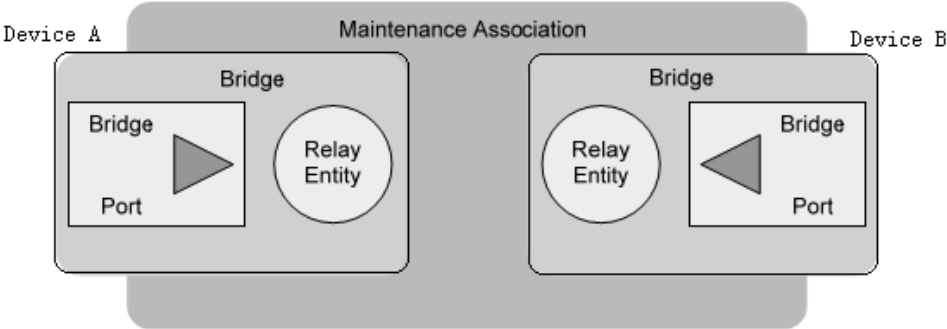 Maintenance Association
Device A
Device B
Bridge
Bridge
Port
Relay
Entity
Bridge
Relay
Entity
Bridge
Port